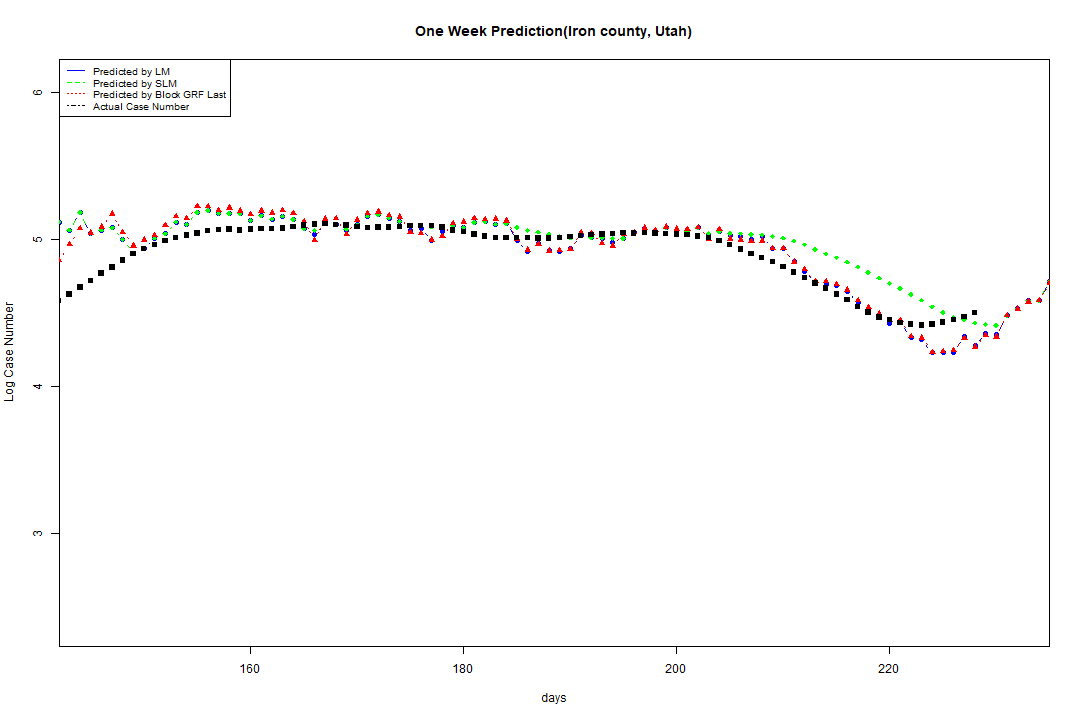 One Week Prediction(Iron county, Utah)
Predicted by LM
Predicted by SLM
Predicted by Block GRF Last
Actual Case Number
6
5
4
3
Log Case Number
160 180 200 220
days